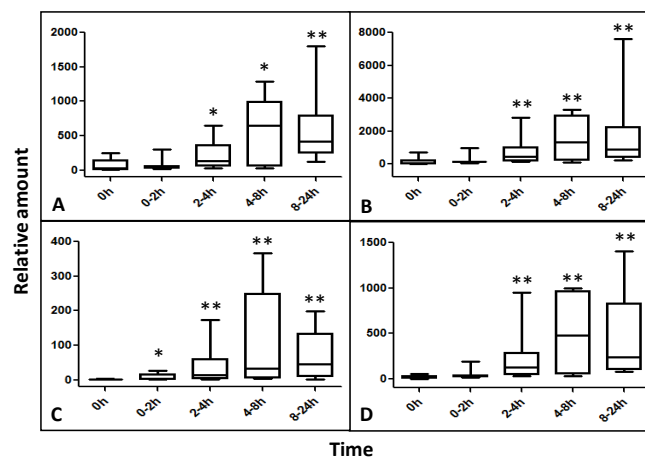 Relative amount
2000
1500
1000
500
0
* * **
0h 0-2h 2-4h 4-8h 8-24h
A
8000
6000
4000
2000
0
** ** **
0h 0-2h 2-4h 4-8h 8-24h
B
400
300
200
100
0
* ** ** **
0h 0-2h 2-4h 4-8h 8-24h
C
1500
1000
500
0
** ** **
0h 0-2h 2-4h 4-8h 8-24h
D
Time